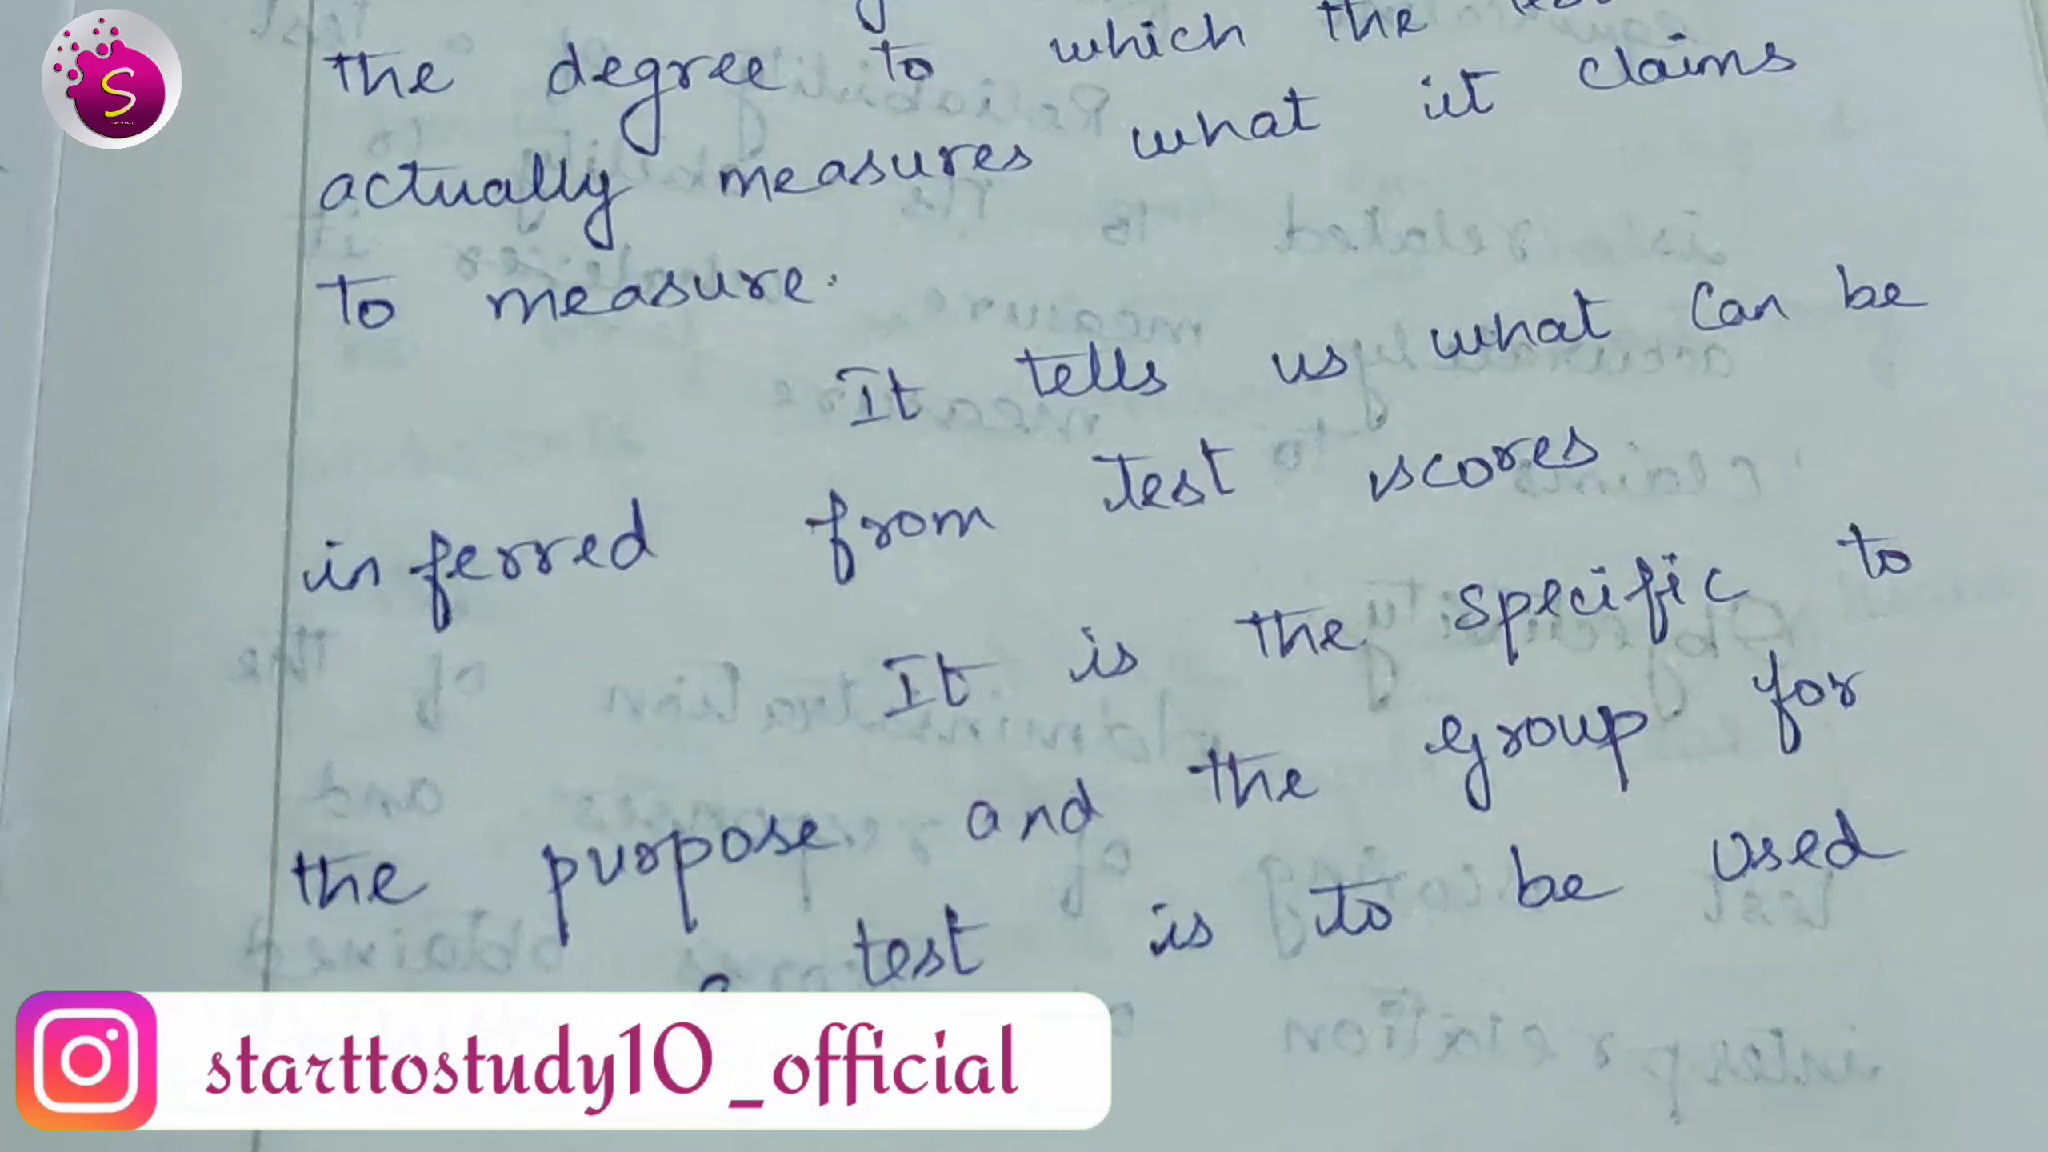 the degree to which the
actually measures what it claims
to measure.
It tells us what can be
inferred from test scores
It is the specific to
the purpose and the group for
test is to be used
S
starttostudy10_official